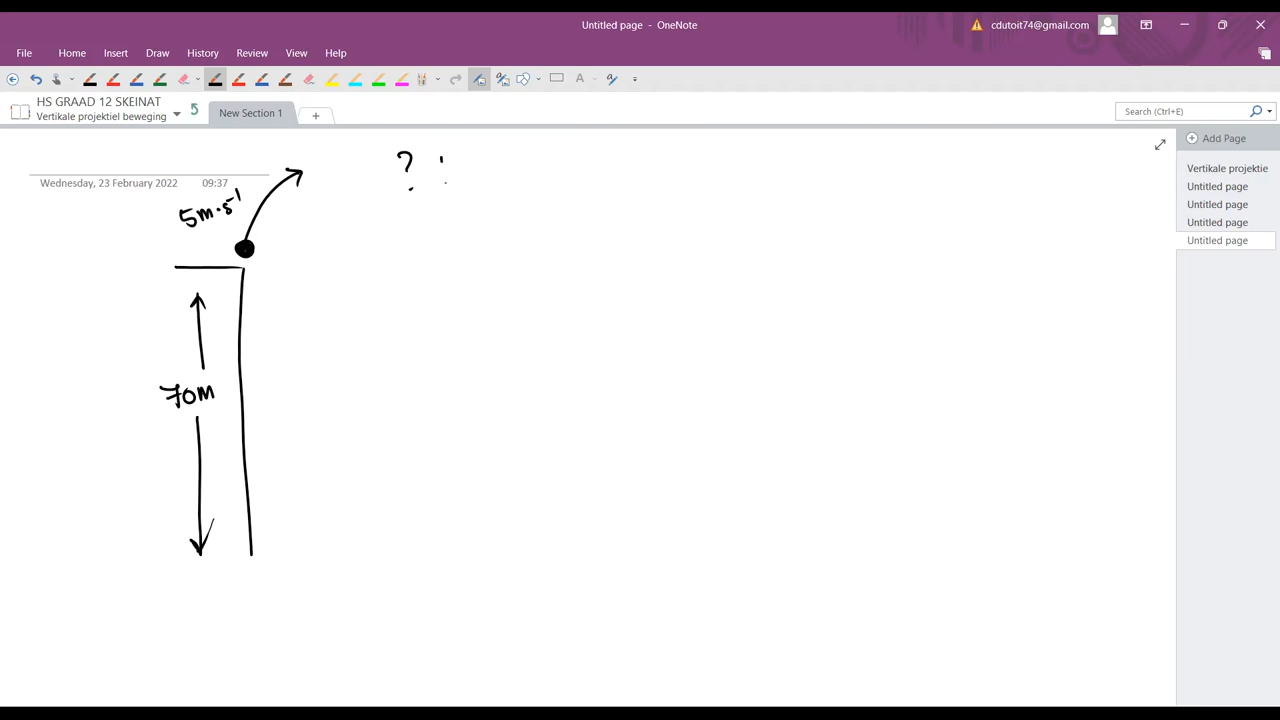 Untitled page - OneNote
cdutoit74@gmail.com
File Home Insert Draw History Review View Help
HS GRAAD 12 SKEINAT
Vertikale projektiel beweging
New Section 1
+
Search (Ctrl+E)
Add Page
Vertikale projektie
Untitled page
Untitled page
Untitled page
Untitled page
Wednesday, 23 February 2022 09:37
? :
5m·s-1
70m